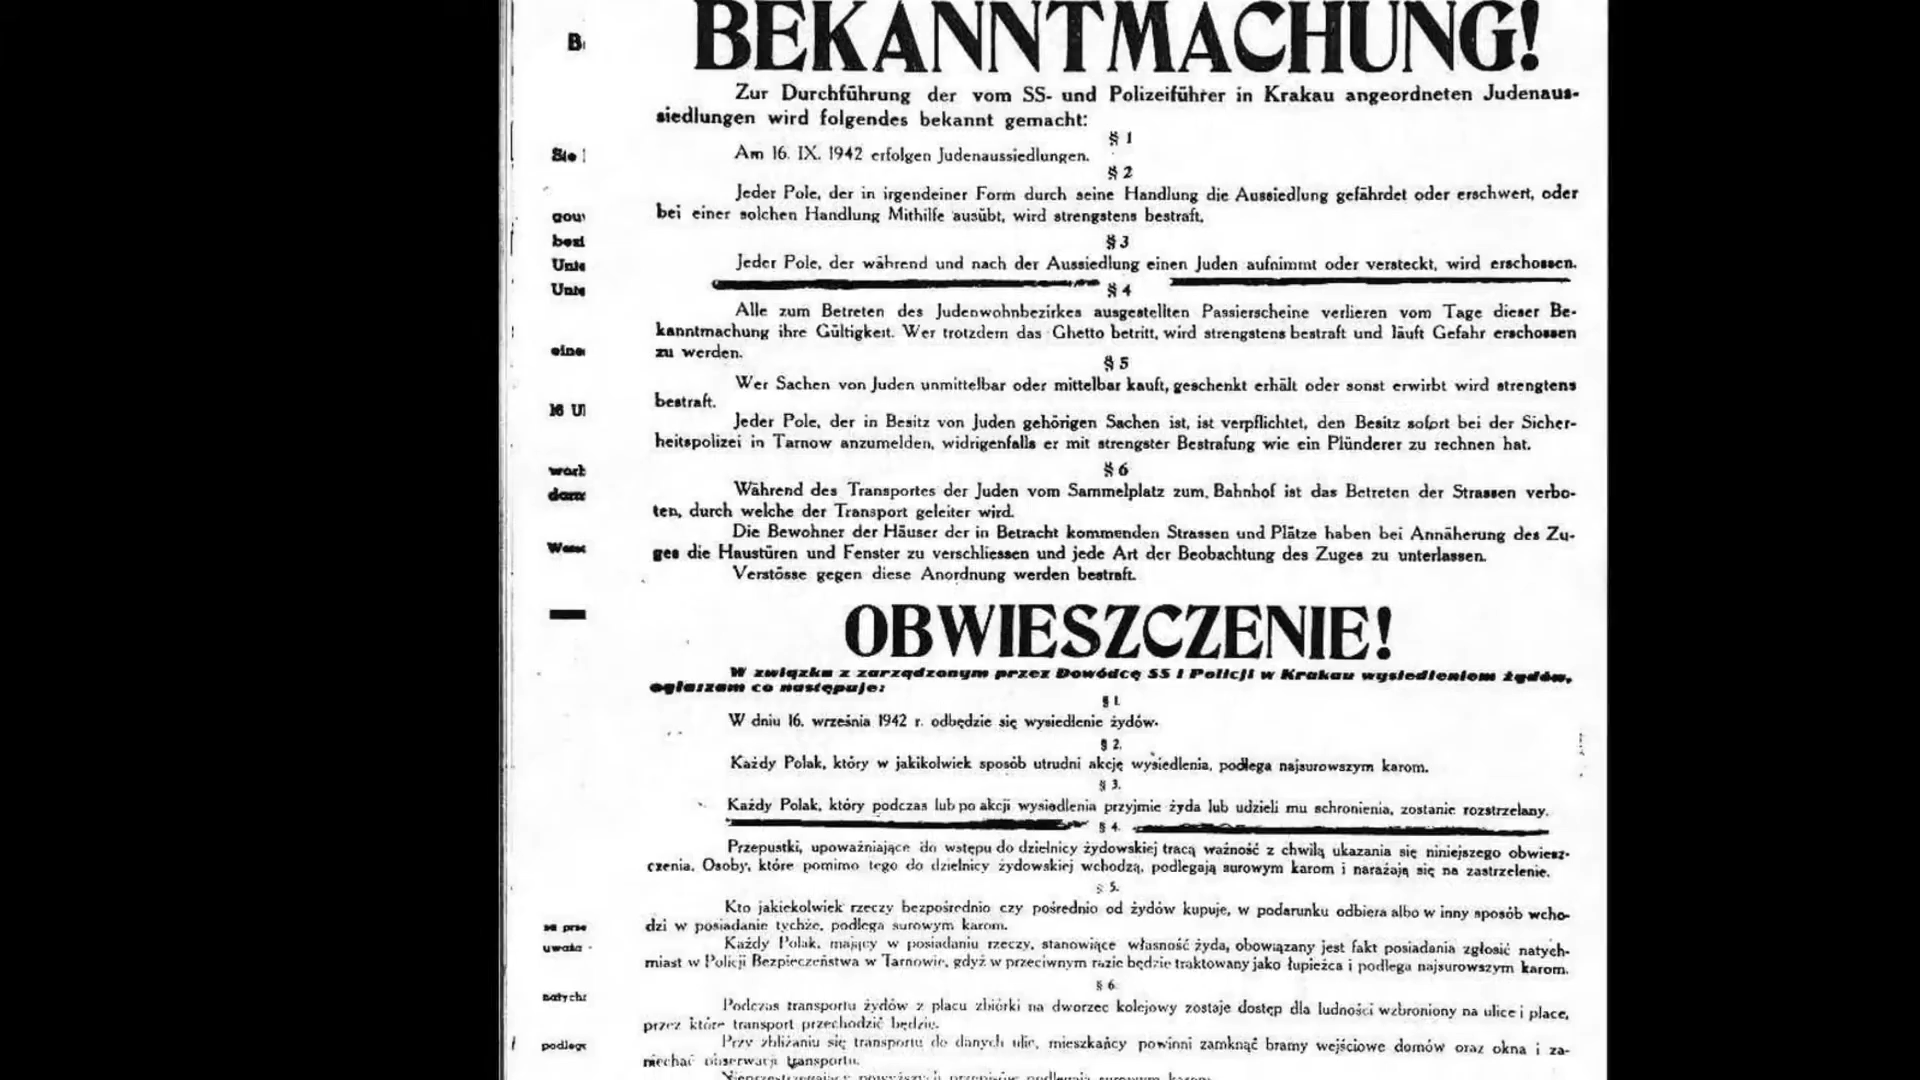 BEKANNTMACHUNG!
Zur Durchführung der vom SS- und Polizeiführer in Krakau angeordneten Judenaus-
siedlungen wird folgendes bekannt gemacht:
§ 1
Am 16. IX. 1942 erfolgen Judenaussiedlungen.
§ 2
Jeder Pole, der in irgendeiner Form durch seine Handlung die Aussiedlung gefährdet oder erschwert, oder
bei einer solchen Handlung Mithilfe ausübt, wird strengstens bestraft.
§ 3
Jeder Pole, der während und nach der Aussiedlung einen Juden aufnimmt oder versteckt, wird erschossen.
§ 4
Alle zum Betreten des Judenwohnbezirkes ausgestellten Passierscheine verlieren vom Tage dieser Be-
kanntmachung ihre Gültigkeit. Wer trotzdem das Ghetto betritt, wird strengstens bestraft und läuft Gefahr erschossen
zu werden.
§ 5
Wer Sachen von Juden unmittelbar oder mittelbar kauft, geschenkt erhält oder sonst erwirbt wird strengtens
bestraft.
Jeder Pole, der in Besitz von Juden gehörigen Sachen ist, ist verpflichtet, den Besitz sofort bei der Sicher-
heitspolizei in Tarnow anzumelden, widrigenfalls er mit strengster Bestrafung wie ein Plünderer zu rechnen hat.
§ 6
Während des Transportes der Juden vom Sammelplatz zum Bahnhof ist das Betreten der Strassen verbo-
ten, durch welche der Transport geleiter wird.
Die Bewohner der Häuser der in Betracht kommenden Strassen und Plätze haben bei Annäherung des Zu-
ges die Haustüren und Fenster zu verschliessen und jede Art der Beobachtung des Zuges zu unterlassen.
Verstösse gegen diese Anordnung werden bestraft.
OBWIESZCZENIE!
W związku z zarządzonym przez Dowódcę SS i Policji w Krakau wysiedleniem żydów,
ogłaszam co następuje:
§ 1.
W dniu 16. września 1942 r. odbędzie się wysiedlenie żydów.
§ 2.
Każdy Polak, który w jakikolwiek sposób utrudni akcję wysiedlenia, podlega najsurowszym karom.
§ 3.
Każdy Polak, który podczas lub po akcji wysiedlenia przyjmie żyda lub udzieli mu schronienia, zostanie rozstrzelany.
§ 4.
Przepustki, upoważniające do wstępu do dzielnicy żydowskiej tracą ważność z chwilą ukazania się niniejszego obwiesz-
czenia. Osoby, które pomimo tego do dzielnicy żydowskiej wchodzą, podlegają surowym karom i narażają się na zastrzelenie.
§ 5.
Kto jakiekolwiek rzeczy bezpośrednio czy pośrednio od żydów kupuje, w podarunku odbiera albo w inny sposób wcho-
dzi w posiadanie tychże, podlega surowym karom.
Każdy Polak, mający w posiadaniu rzeczy, stanowiące własność żyda, obowiązany jest fakt posiadania zgłosić natych-
miast w Policji Bezpieczeństwa w Tarnowie, gdyż w przeciwnym razie będzie traktowany jako łupieżca i podlega najsurowszym karom.
§ 6
Podczas transportu żydów z placu zbiórki na dworzec kolejowy zostaje dostęp dla ludności wzbroniony na ulice i place,
przez które transport przechodzić będzie.
Przy zbliżaniu się transportu do danych ulic, mieszkańcy powinni zamknąć bramy wejściowe domów oraz okna i za-
niechać obserwacji transportu.